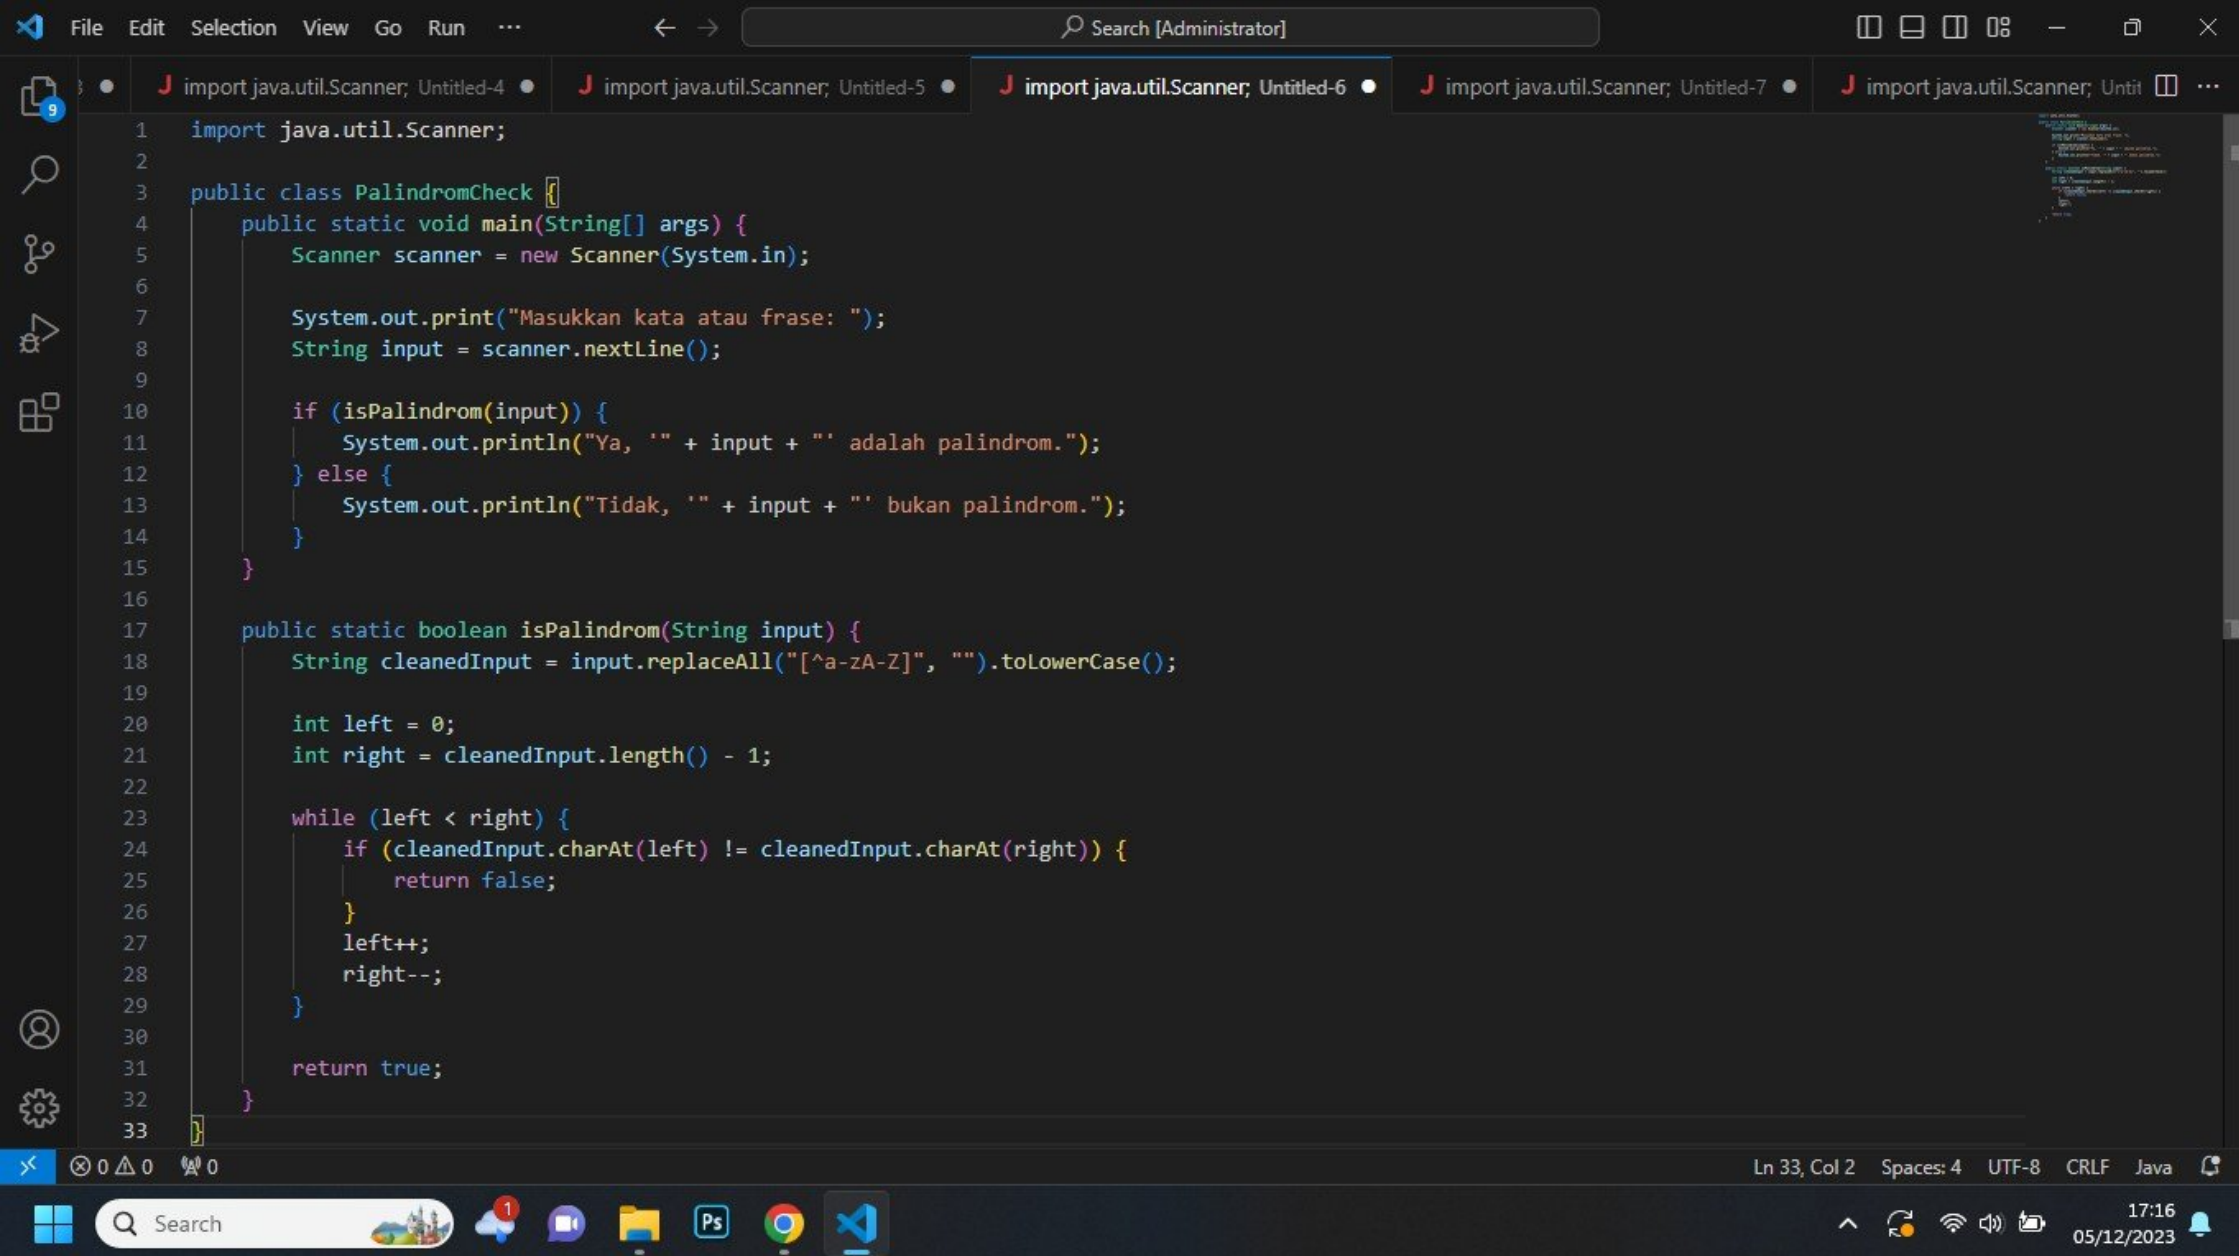 File Edit Selection View Go Run ···
Search [Administrator]
import java.util.Scanner; Untitled-4
import java.util.Scanner; Untitled-5
import java.util.Scanner; Untitled-6
import java.util.Scanner; Untitled-7
import java.util.Scanner; Untit
9
1 import java.util.Scanner;
2
3 public class PalindromCheck {
4     public static void main(String[] args) {
5         Scanner scanner = new Scanner(System.in);
6
7         System.out.print("Masukkan kata atau frase: ");
8         String input = scanner.nextLine();
9
10         if (isPalindrom(input)) {
11             System.out.println("Ya, '" + input + "' adalah palindrom.");
12         } else {
13             System.out.println("Tidak, '" + input + "' bukan palindrom.");
14         }
15     }
16
17     public static boolean isPalindrom(String input) {
18         String cleanedInput = input.replaceAll("[^a-zA-Z]", "").toLowerCase();
19
20         int left = 0;
21         int right = cleanedInput.length() - 1;
22
23         while (left < right) {
24             if (cleanedInput.charAt(left) != cleanedInput.charAt(right)) {
25                 return false;
26             }
27             left++;
28             right--;
29         }
30
31         return true;
32     }
33 }
0 0 0
Ln 33, Col 2 Spaces: 4 UTF-8 CRLF Java
Search
1
Ps
17:16
05/12/2023